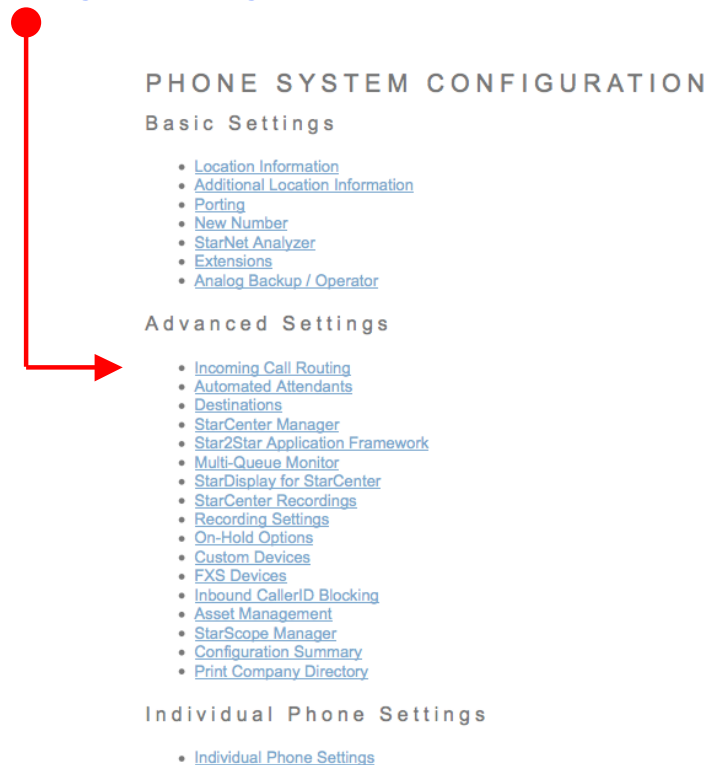 PHONE SYSTEM CONFIGURATION
Basic Settings
Location Information
Additional Location Information
Porting
New Number
StarNet Analyzer
Extensions
Analog Backup / Operator
Advanced Settings
Incoming Call Routing
Automated Attendants
Destinations
StarCenter Manager
Star2Star Application Framework
Multi-Queue Monitor
StarDisplay for StarCenter
StarCenter Recordings
Recording Settings
On-Hold Options
Custom Devices
FXS Devices
Inbound CallerID Blocking
Asset Management
StarScope Manager
Configuration Summary
Print Company Directory
Individual Phone Settings
Individual Phone Settings